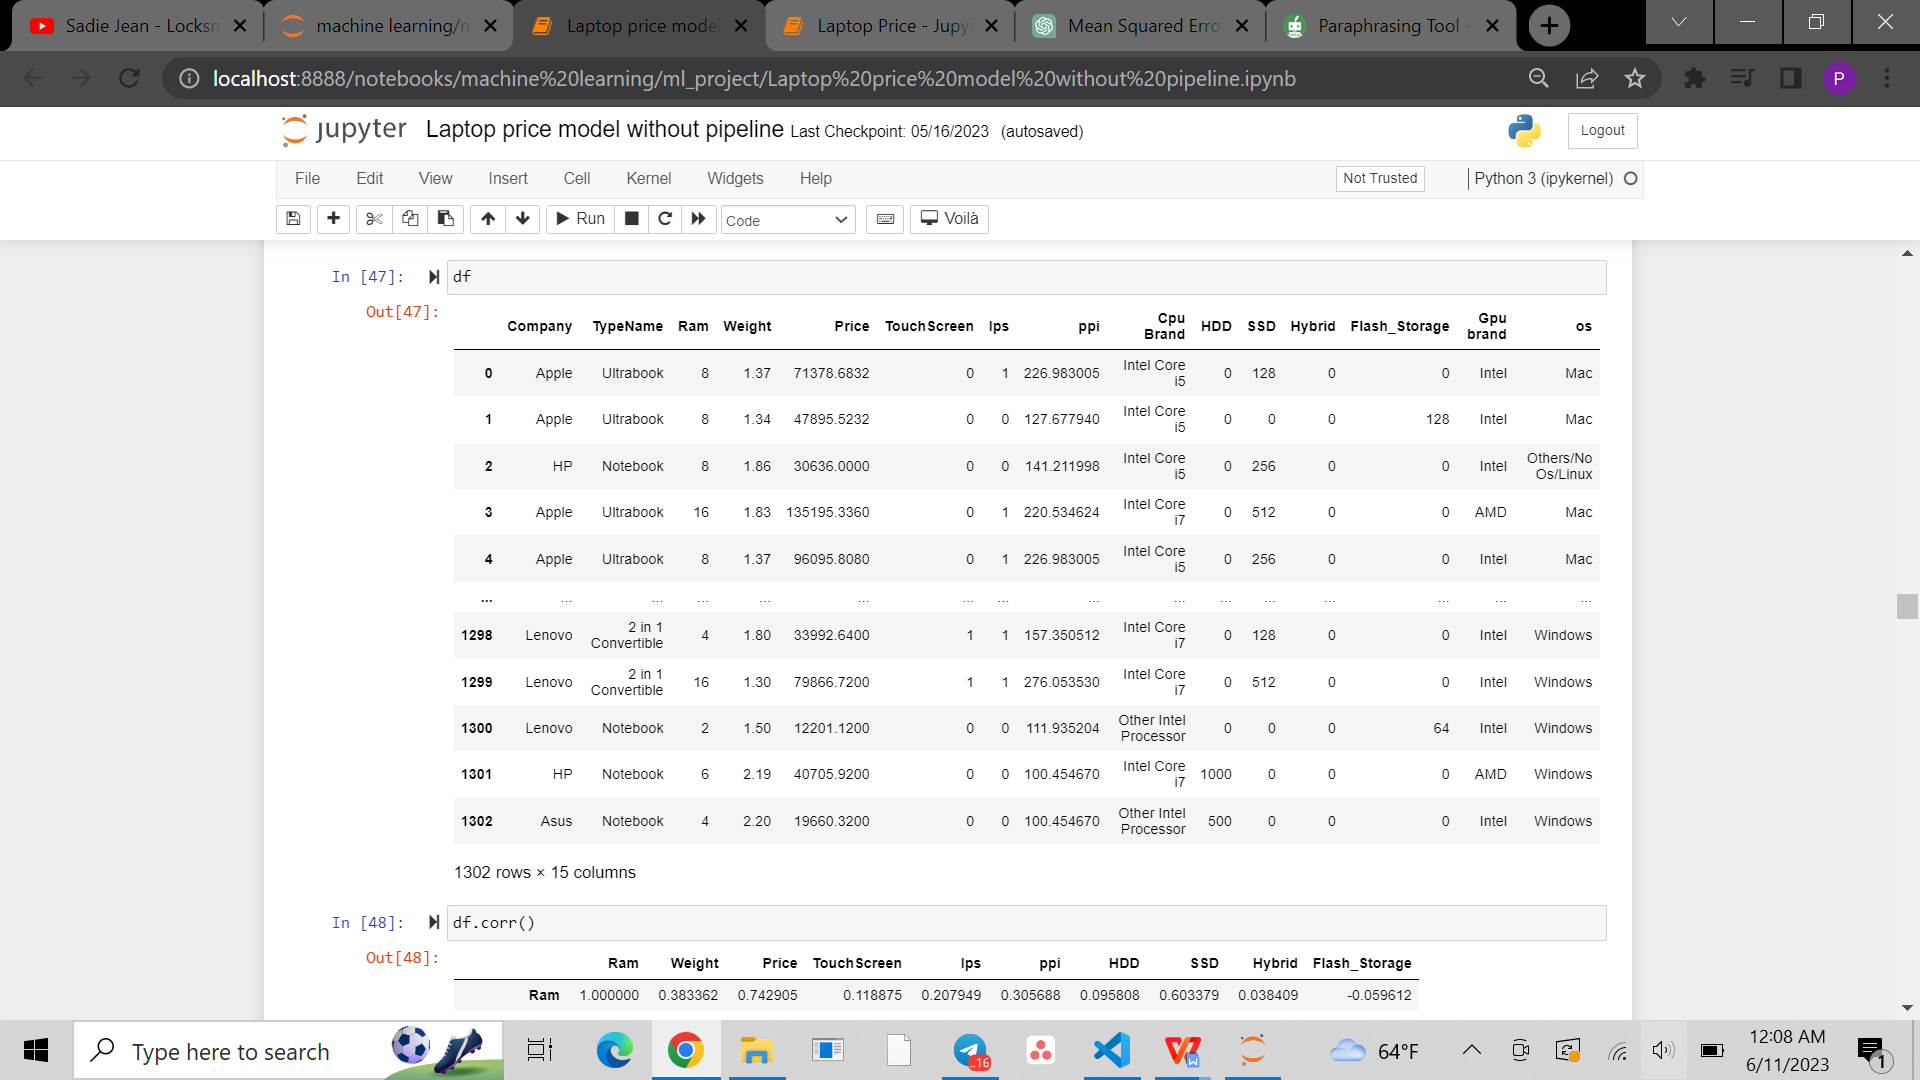 Sadie Jean - Locksm
machine learning/m
Laptop price model
Laptop Price - Jupy
Mean Squared Erro
Paraphrasing Tool -
localhost:8888/notebooks/machine%20learning/ml_project/Laptop%20price%20model%20without%20pipeline.ipynb
P
jupyter Laptop price model without pipeline Last Checkpoint: 05/16/2023 (autosaved)
Logout
File Edit View Insert Cell Kernel Widgets Help
Not Trusted
Python 3 (ipykernel)
Run
Code
Voilà
In [47]: df
Out[47]:
Company TypeName Ram Weight Price TouchScreen Ips ppi Cpu Brand HDD SSD Hybrid Flash_Storage Gpu brand os
0 Apple Ultrabook 8 1.37 71378.6832 0 1 226.983005 Intel Core i5 0 128 0 0 Intel Mac
1 Apple Ultrabook 8 1.34 47895.5232 0 0 127.677940 Intel Core i5 0 0 0 128 Intel Mac
2 HP Notebook 8 1.86 30636.0000 0 0 141.211998 Intel Core i5 0 256 0 0 Intel Others/No Os/Linux
3 Apple Ultrabook 16 1.83 135195.3360 0 1 220.534624 Intel Core i7 0 512 0 0 AMD Mac
4 Apple Ultrabook 8 1.37 96095.8080 0 1 226.983005 Intel Core i5 0 256 0 0 Intel Mac
... ... ... ... ... ... ... ... ... ... ... ... ... ... ... ...
1298 Lenovo 2 in 1 Convertible 4 1.80 33992.6400 1 1 157.350512 Intel Core i7 0 128 0 0 Intel Windows
1299 Lenovo 2 in 1 Convertible 16 1.30 79866.7200 1 1 276.053530 Intel Core i7 0 512 0 0 Intel Windows
1300 Lenovo Notebook 2 1.50 12201.1200 0 0 111.935204 Other Intel Processor 0 0 0 64 Intel Windows
1301 HP Notebook 6 2.19 40705.9200 0 0 100.454670 Intel Core i7 1000 0 0 0 AMD Windows
1302 Asus Notebook 4 2.20 19660.3200 0 0 100.454670 Other Intel Processor 500 0 0 0 Intel Windows
1302 rows × 15 columns
In [48]: df.corr()
Out[48]:
Ram Weight Price TouchScreen Ips ppi HDD SSD Hybrid Flash_Storage
Ram 1.000000 0.383362 0.742905 0.118875 0.207949 0.305688 0.095808 0.603379 0.038409 -0.059612
Type here to search
..16
64°F
12:08 AM
6/11/2023
1